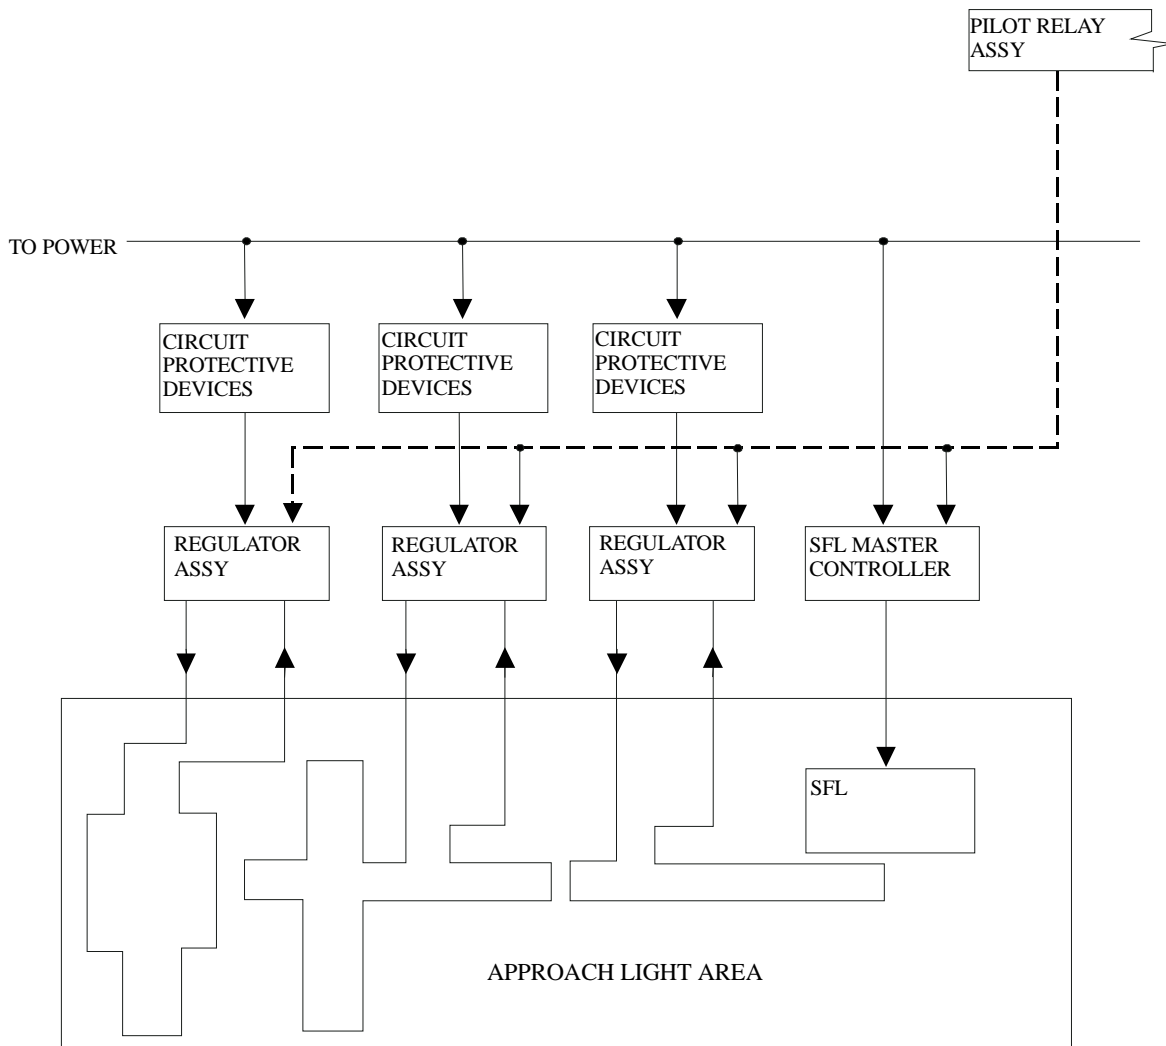 PILOT RELAY
ASSY
TO POWER
CIRCUIT
PROTECTIVE
DEVICES
CIRCUIT
PROTECTIVE
DEVICES
CIRCUIT
PROTECTIVE
DEVICES
REGULATOR
ASSY
REGULATOR
ASSY
REGULATOR
ASSY
SFL MASTER
CONTROLLER
SFL
APPROACH LIGHT AREA